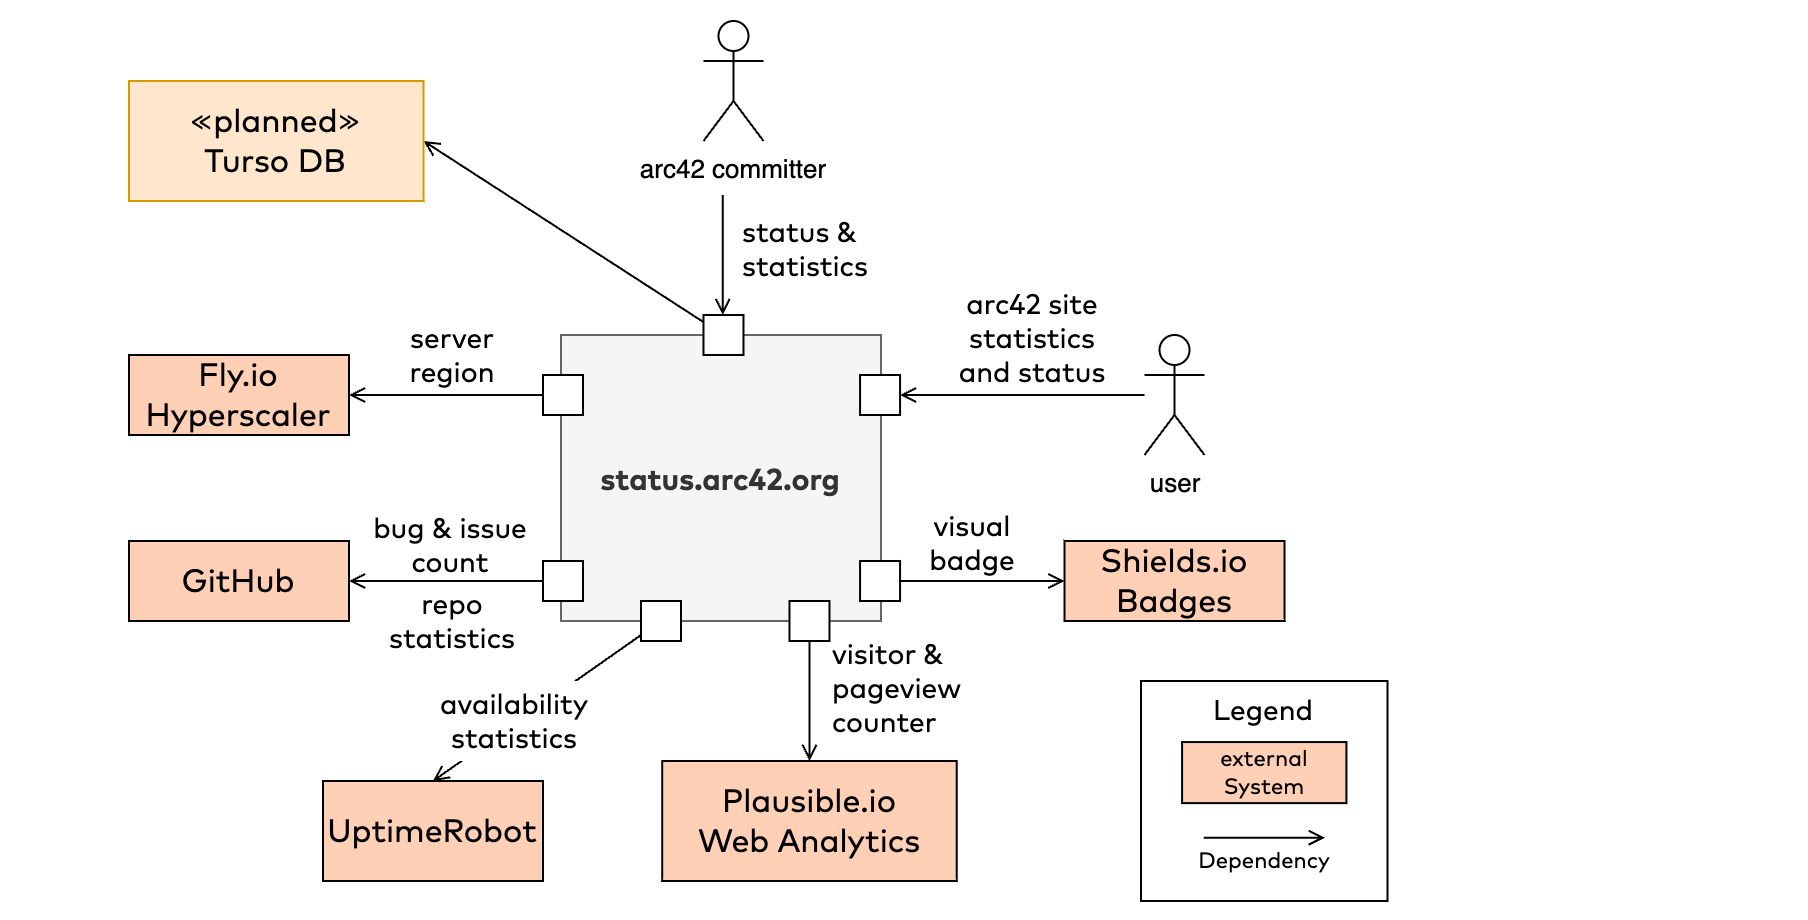 «planned»
Turso DB
arc42 committer
status &
statistics
arc42 site
statistics
and status
user
server
region
Fly.io
Hyperscaler
status.arc42.org
bug & issue
count
GitHub
repo
statistics
visual
badge
Shields.io
Badges
availability
statistics
visitor &
pageview
counter
UptimeRobot
Plausible.io
Web Analytics
Legend
external
System
Dependency